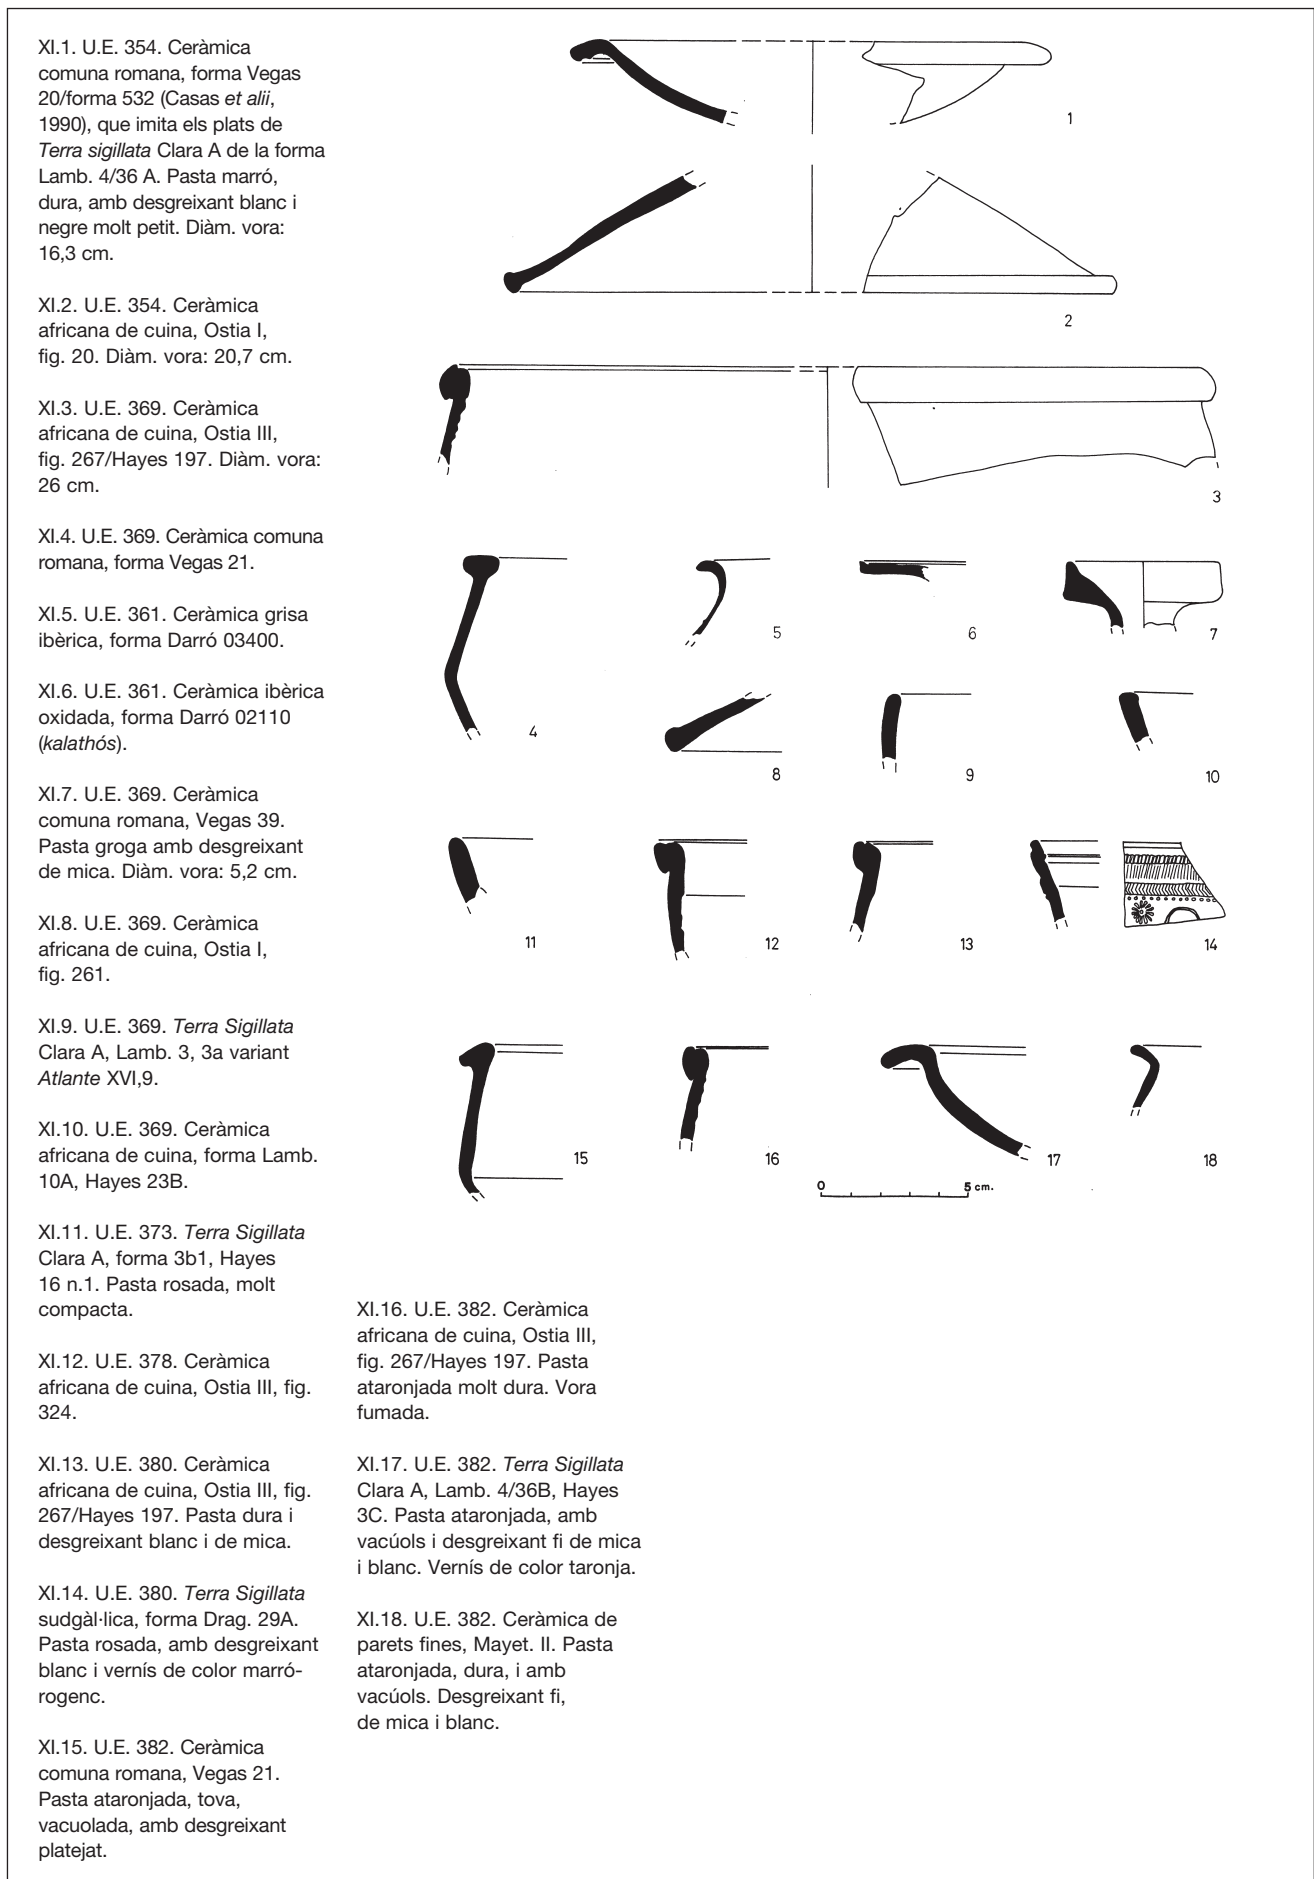 XI.1. U.E. 354. Ceràmica
comuna romana, forma Vegas
20/forma 532 (Casas et alii,
1990), que imita els plats de
Terra sigillata Clara A de la forma
Lamb. 4/36 A. Pasta marró,
dura, amb desgreixant blanc i
negre molt petit. Diàm. vora:
16,3 cm.
XI.2. U.E. 354. Ceràmica
africana de cuina, Ostia I,
fig. 20. Diàm. vora: 20,7 cm.
XI.3. U.E. 369. Ceràmica
africana de cuina, Ostia III,
fig. 267/Hayes 197. Diàm. vora:
26 cm.
XI.4. U.E. 369. Ceràmica comuna
romana, forma Vegas 21.
XI.5. U.E. 361. Ceràmica grisa
ibèrica, forma Darró 03400.
XI.6. U.E. 361. Ceràmica ibèrica
oxidada, forma Darró 02110
(kalathós).
XI.7. U.E. 369. Ceràmica
comuna romana, Vegas 39.
Pasta groga amb desgreixant
de mica. Diàm. vora: 5,2 cm.
XI.8. U.E. 369. Ceràmica
africana de cuina, Ostia I,
fig. 261.
XI.9. U.E. 369. Terra Sigillata
Clara A, Lamb. 3, 3a variant
Atlante XVI,9.
XI.10. U.E. 369. Ceràmica
africana de cuina, forma Lamb.
10A, Hayes 23B.
XI.11. U.E. 373. Terra Sigillata
Clara A, forma 3b1, Hayes
16 n.1. Pasta rosada, molt
compacta.
XI.12. U.E. 378. Ceràmica
africana de cuina, Ostia III, fig.
324.
XI.13. U.E. 380. Ceràmica
africana de cuina, Ostia III, fig.
267/Hayes 197. Pasta dura i
desgreixant blanc i de mica.
XI.14. U.E. 380. Terra Sigillata
sudgàl·lica, forma Drag. 29A.
Pasta rosada, amb desgreixant
blanc i vernís de color marró-
rogenc.
XI.15. U.E. 382. Ceràmica
comuna romana, Vegas 21.
Pasta ataronjada, tova,
vacuolada, amb desgreixant
platejat.
XI.16. U.E. 382. Ceràmica
africana de cuina, Ostia III,
fig. 267/Hayes 197. Pasta
ataronjada molt dura. Vora
fumada.
XI.17. U.E. 382. Terra Sigillata
Clara A, Lamb. 4/36B, Hayes
3C. Pasta ataronjada, amb
vacúols i desgreixant fi de mica
i blanc. Vernís de color taronja.
XI.18. U.E. 382. Ceràmica de
parets fines, Mayet. II. Pasta
ataronjada, dura, i amb
vacúols. Desgreixant fi,
de mica i blanc.
1
2
3
4
5
6
7
8
9
10
11
12
13
14
15
16
17
18
0 5 cm.